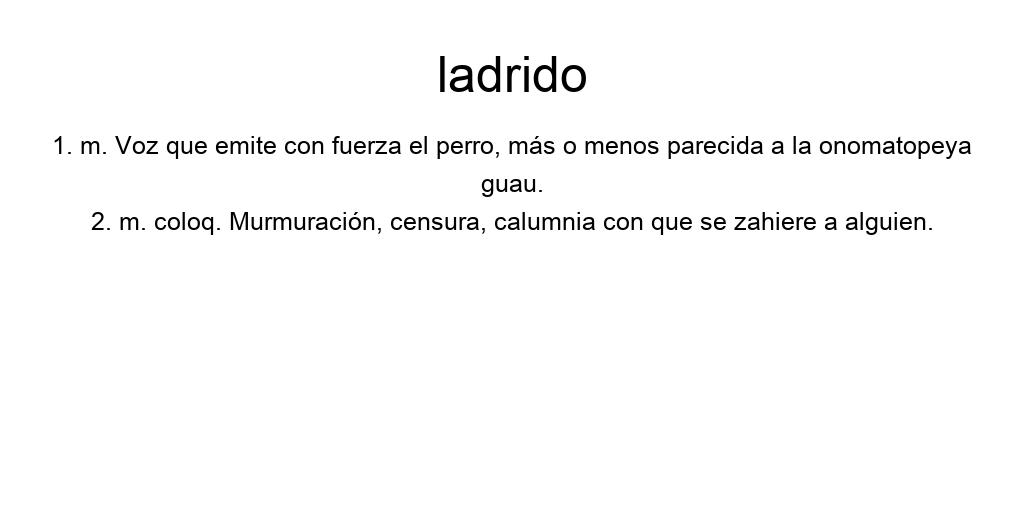 ladrido
1. m. Voz que emite con fuerza el perro, más o menos parecida a la onomatopeya
guau.
2. m. coloq. Murmuración, censura, calumnia con que se zahiere a alguien.